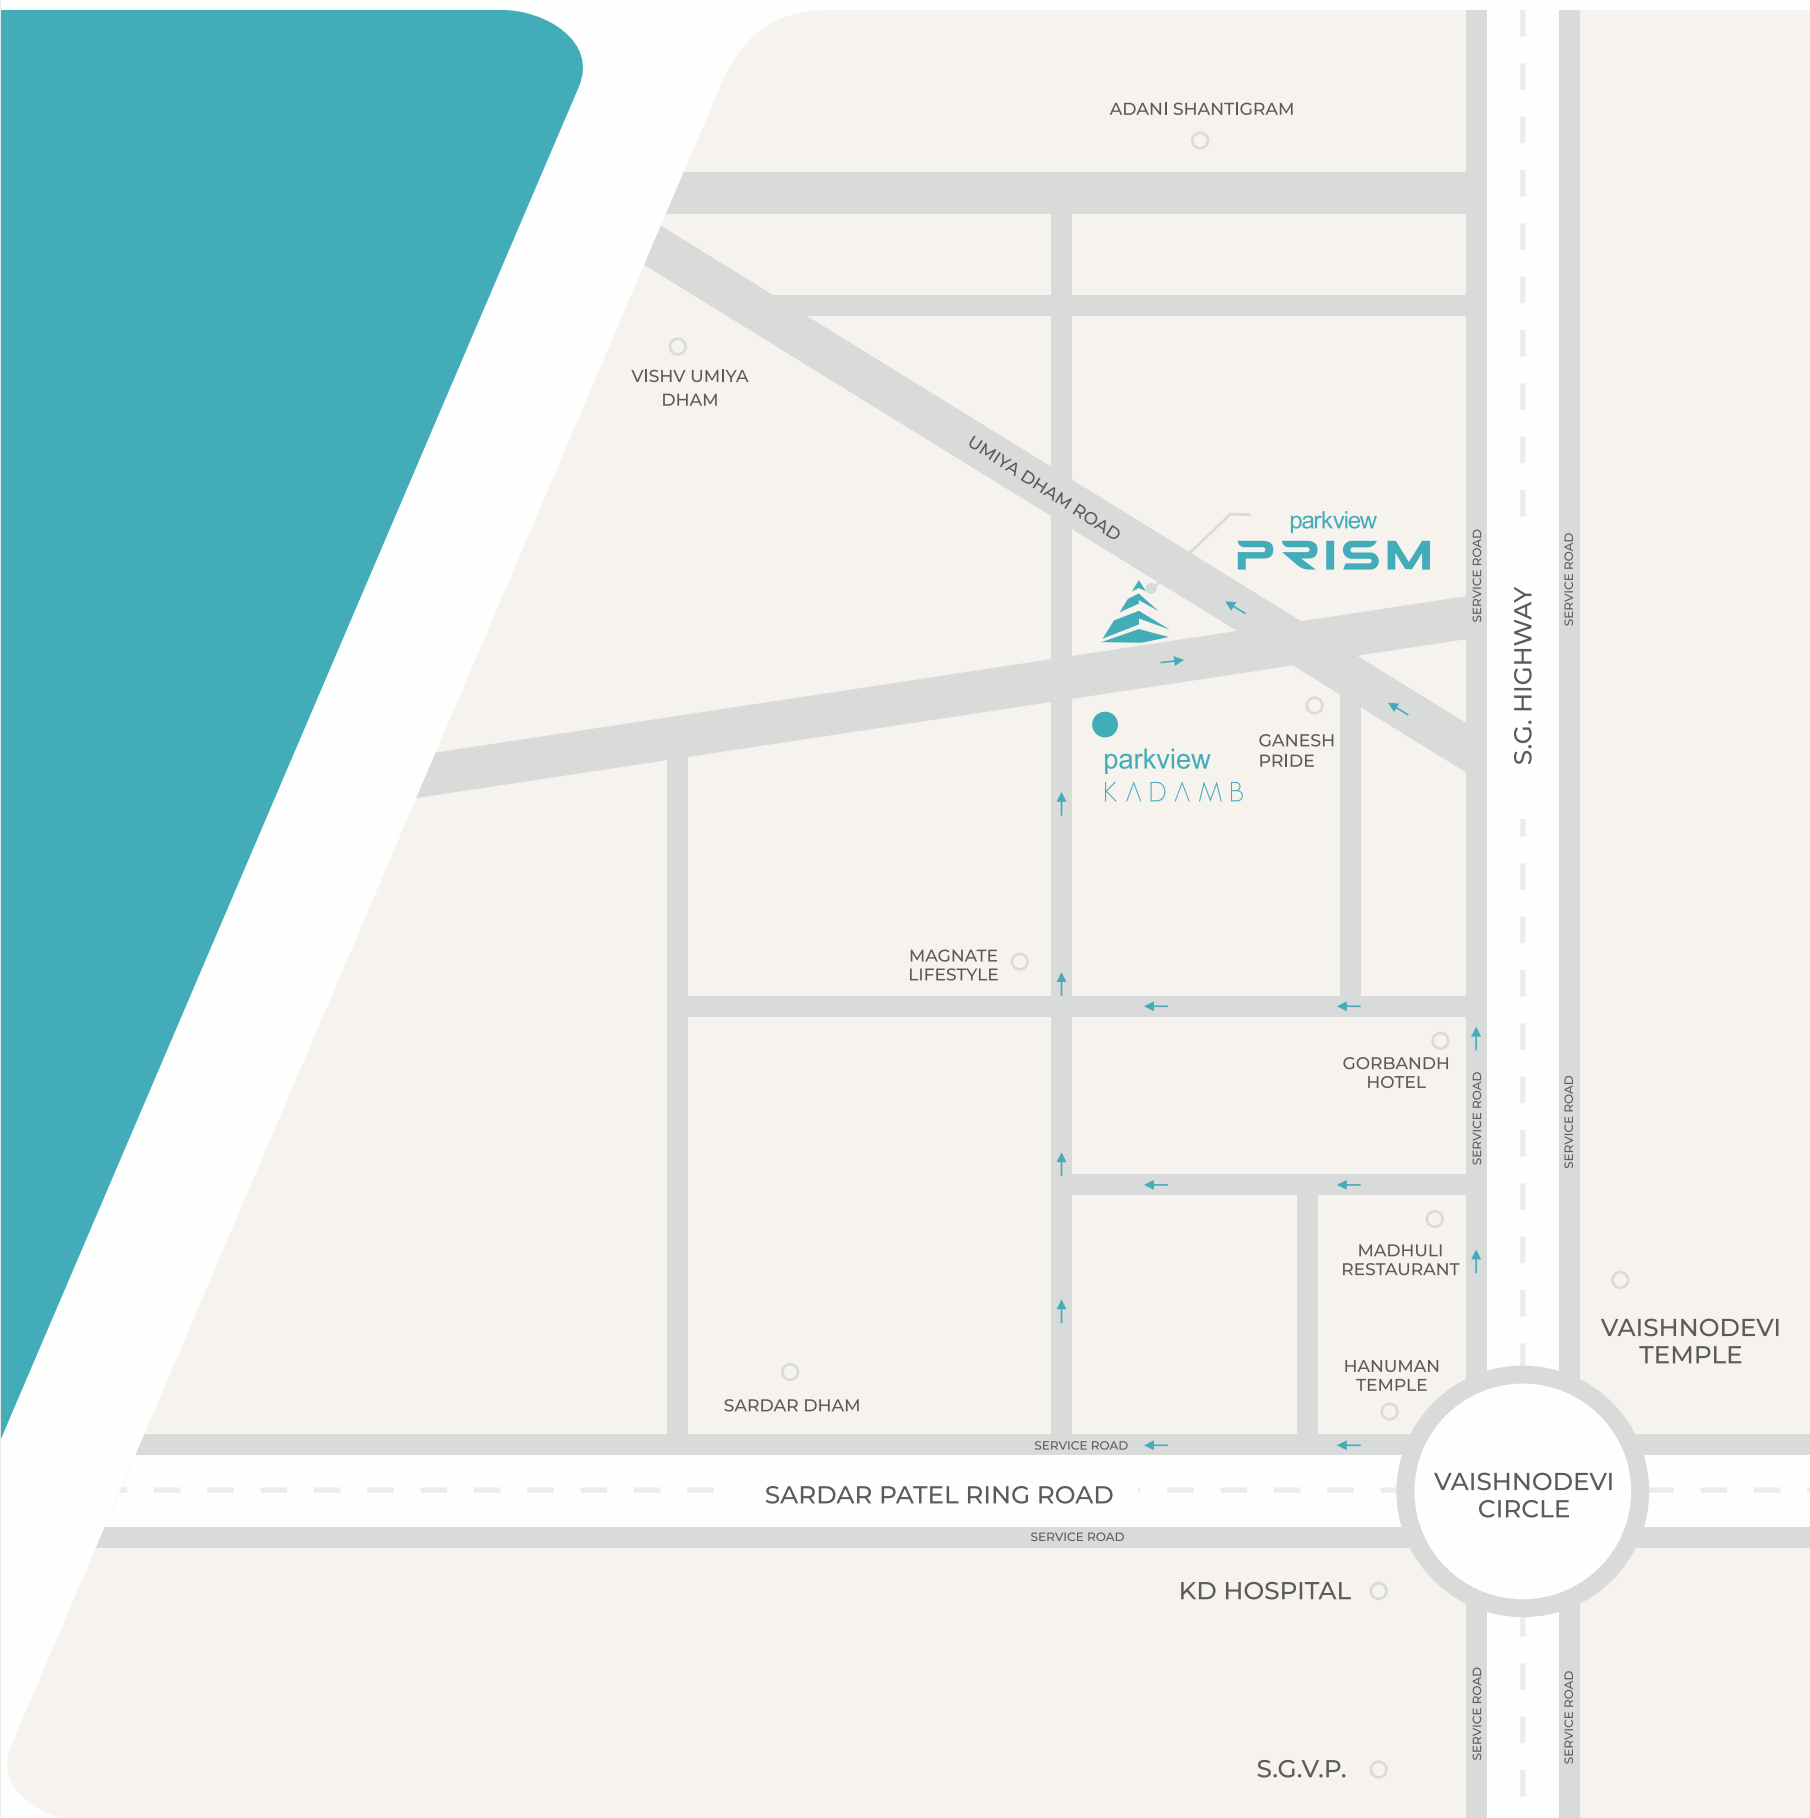 ADANI SHANTIGRAM
VISHV UMIYA
DHAM
UMIYA DHAM ROAD
parkview
PRISM
SERVICE ROAD
SERVICE ROAD
S.G. HIGHWAY
GANESH
PRIDE
parkview
KADAMB
MAGNATE
LIFESTYLE
GORBANDH
HOTEL
SERVICE ROAD
SERVICE ROAD
MADHULI
RESTAURANT
VAISHNODEVI
TEMPLE
HANUMAN
TEMPLE
SARDAR DHAM
SERVICE ROAD
SARDAR PATEL RING ROAD
VAISHNODEVI
CIRCLE
SERVICE ROAD
KD HOSPITAL
SERVICE ROAD
SERVICE ROAD
S.G.V.P.